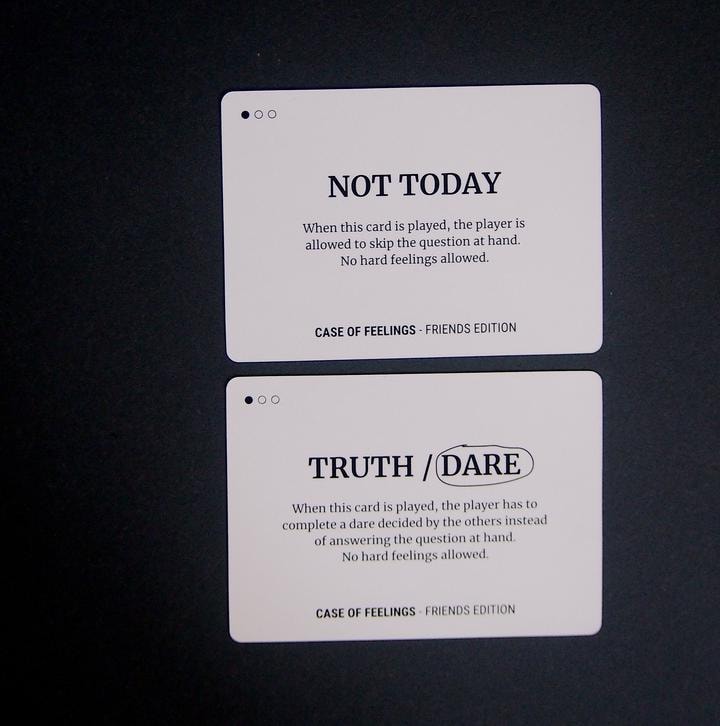 NOT TODAY
When this card is played, the player is
allowed to skip the question at hand.
No hard feelings allowed.
CASE OF FEELINGS - FRIENDS EDITION
TRUTH / DARE
When this card is played, the player has to
complete a dare decided by the others instead
of answering the question at hand.
No hard feelings allowed.
CASE OF FEELINGS - FRIENDS EDITION